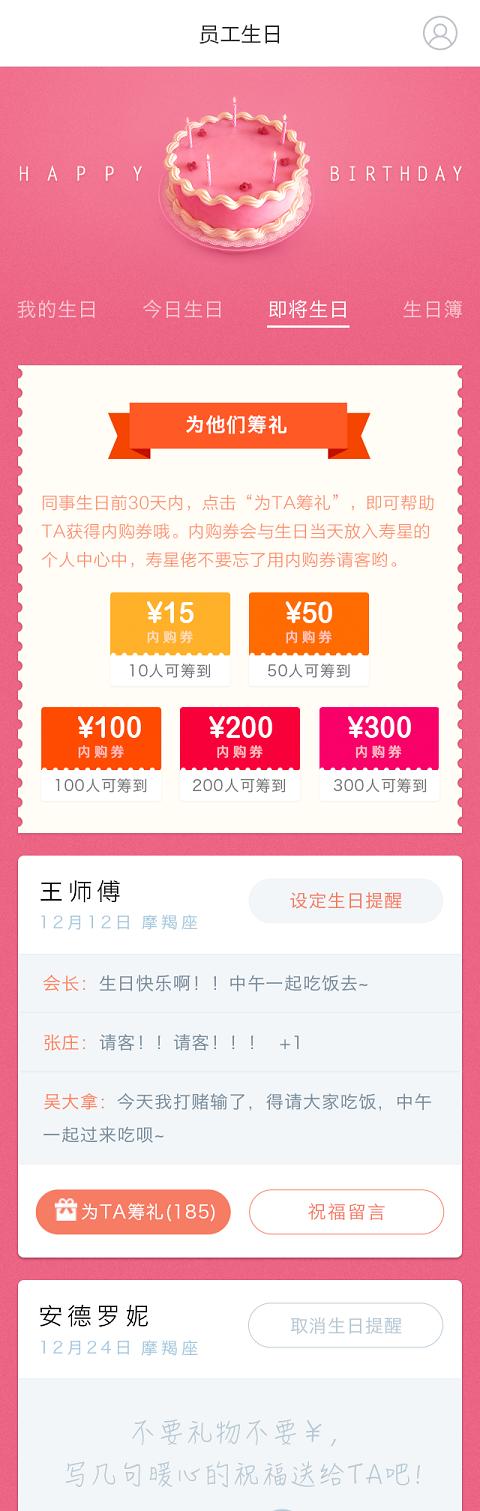 员工生日
HAPPY BIRTHDAY
我的生日 今日生日 即将生日 生日簿
为他们筹礼
同事生日前30天内，点击“为TA筹礼”，即可帮助
TA获得内购券哦。内购券会与生日当天放入寿星的
个人中心中，寿星佬不要忘了用内购券请客哟。
¥15 ¥50
内购券 内购券
10人可筹到 50人可筹到
¥100 ¥200 ¥300
内购券 内购券 内购券
100人可筹到 200人可筹到 300人可筹到
王师傅
设定生日提醒
12月12日 摩羯座
会长：生日快乐啊！！中午一起吃饭去~
张庄：请客！！请客！！！ +1
吴大拿：今天我打赌输了，得请大家吃饭，中午
一起过来吃呗~
为TA筹礼(185) 祝福留言
安德罗妮
取消生日提醒
12月24日 摩羯座
不要礼物不要¥，
写几句暖心的祝福送给TA吧！